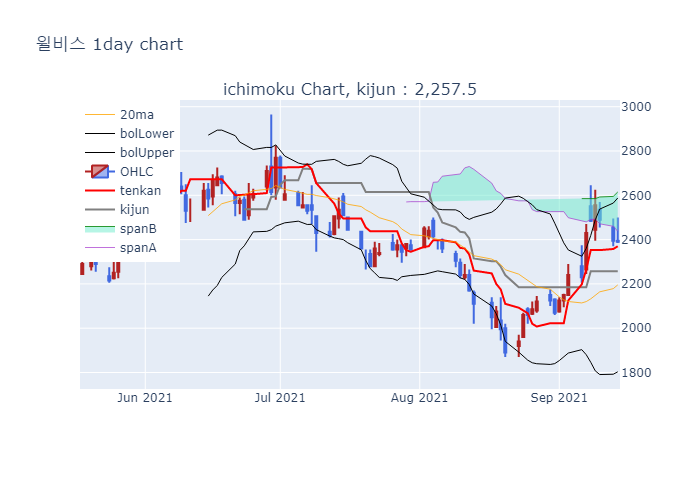 윌비스 1day chart
ichimoku Chart, kijun : 2,257.5
20ma
bolLower
bolUpper
OHLC
tenkan
kijun
spanB
spanA
3000
2800
2600
2400
2200
2000
1800
Jun 2021
Jul 2021
Aug 2021
Sep 2021